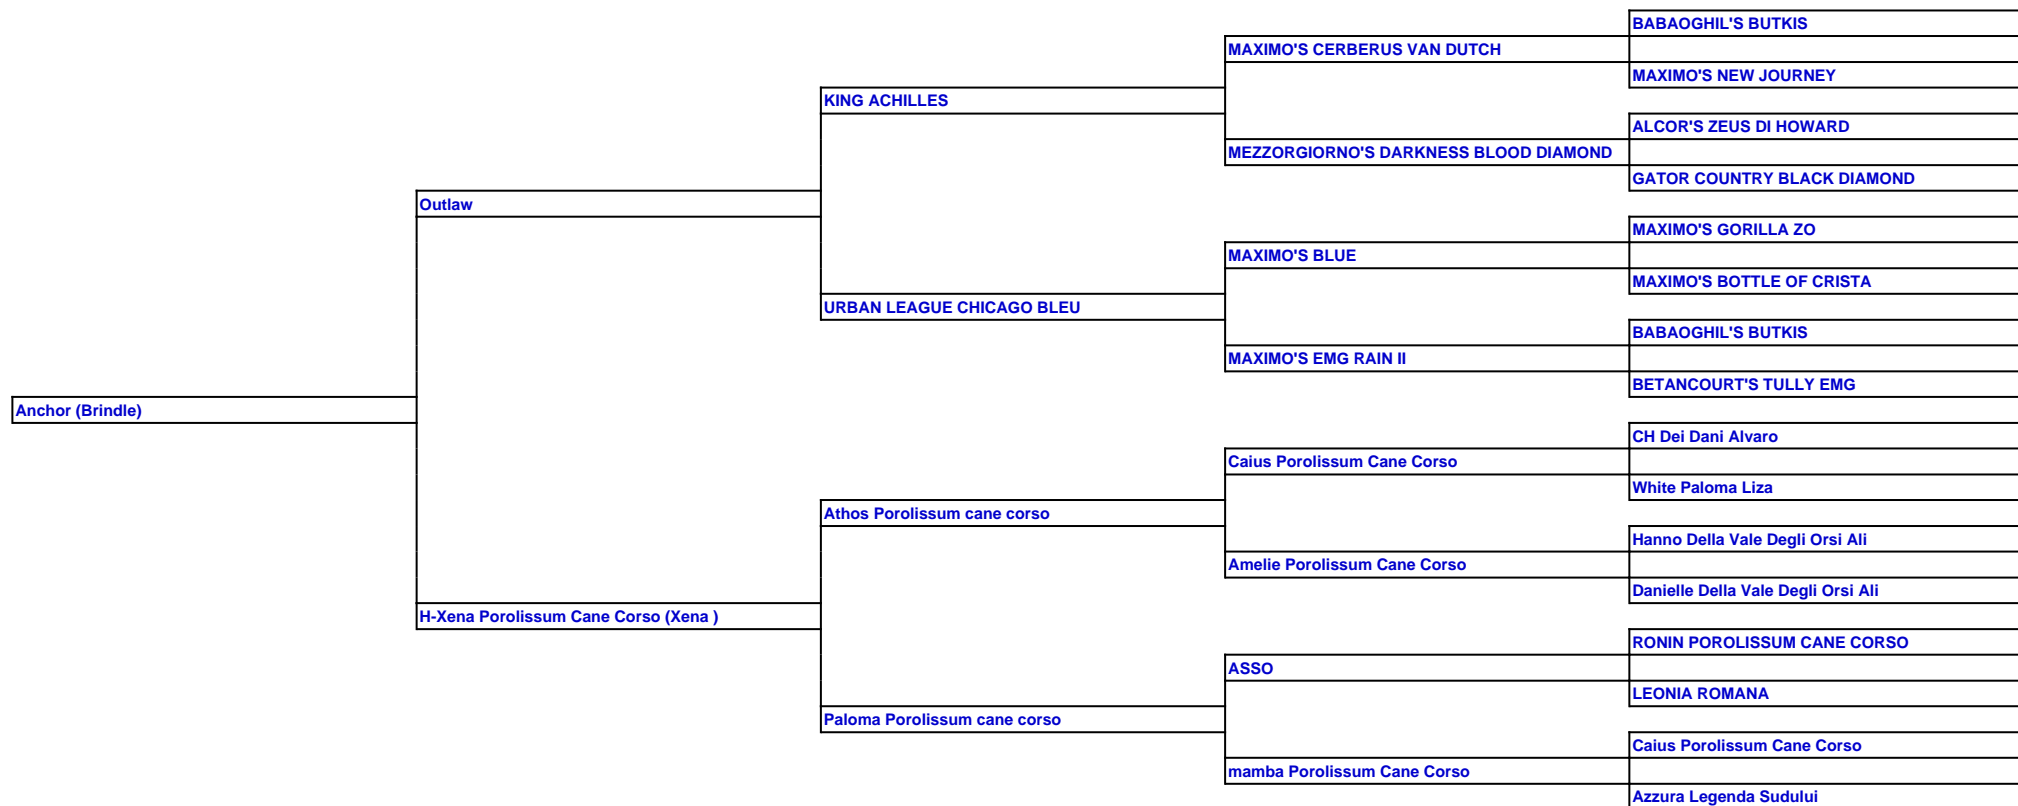 BABAOGHIL'S BUTKIS
MAXIMO'S CERBERUS VAN DUTCH
MAXIMO'S NEW JOURNEY
KING ACHILLES
ALCOR'S ZEUS DI HOWARD
MEZZORGIORNO'S DARKNESS BLOOD DIAMOND
GATOR COUNTRY BLACK DIAMOND
Outlaw
MAXIMO'S GORILLA ZO
MAXIMO'S BLUE
MAXIMO'S BOTTLE OF CRISTA
URBAN LEAGUE CHICAGO BLEU
BABAOGHIL'S BUTKIS
MAXIMO'S EMG RAIN II
BETANCOURT'S TULLY EMG
Anchor (Brindle)
CH Dei Dani Alvaro
Caius Porolissum Cane Corso
White Paloma Liza
Athos Porolissum cane corso
Hanno Della Vale Degli Orsi Ali
Amelie Porolissum Cane Corso
Danielle Della Vale Degli Orsi Ali
H-Xena Porolissum Cane Corso (Xena )
RONIN POROLISSUM CANE CORSO
ASSO
LEONIA ROMANA
Paloma Porolissum cane corso
Caius Porolissum Cane Corso
mamba Porolissum Cane Corso
Azzura Legenda Sudului